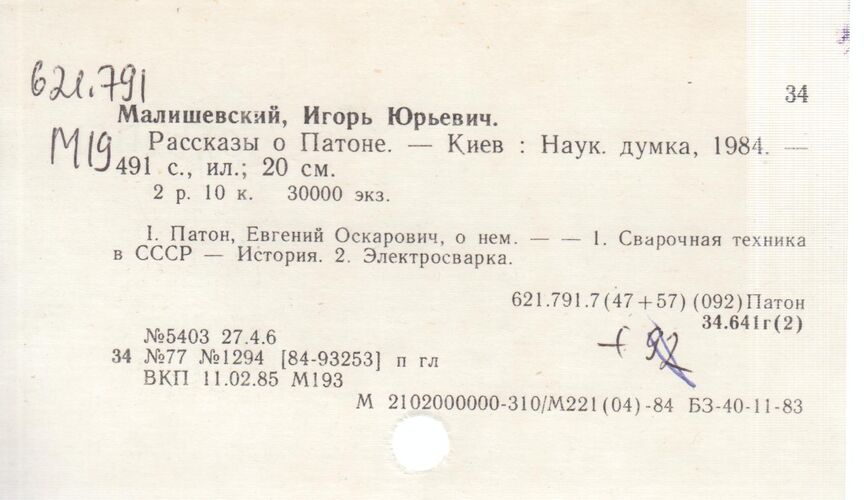 621.791
34
Малишевский, Игорь Юрьевич.
М19
Рассказы о Патоне. — Киев : Наук. думка, 1984. —
491 с., ил.; 20 см.
2 р. 10 к. 30000 экз.
I. Патон, Евгений Оскарович, о нем. — — 1. Сварочная техника
в СССР — История. 2. Электросварка.
621.791.7(47+57)(092)Патон
34.641г(2)
+ 92
№5403 27.4.6
34 №77 №1294 [84-93253] п гл
ВКП 11.02.85 М193
М 2102000000-310/М221(04)-84 БЗ-40-11-83